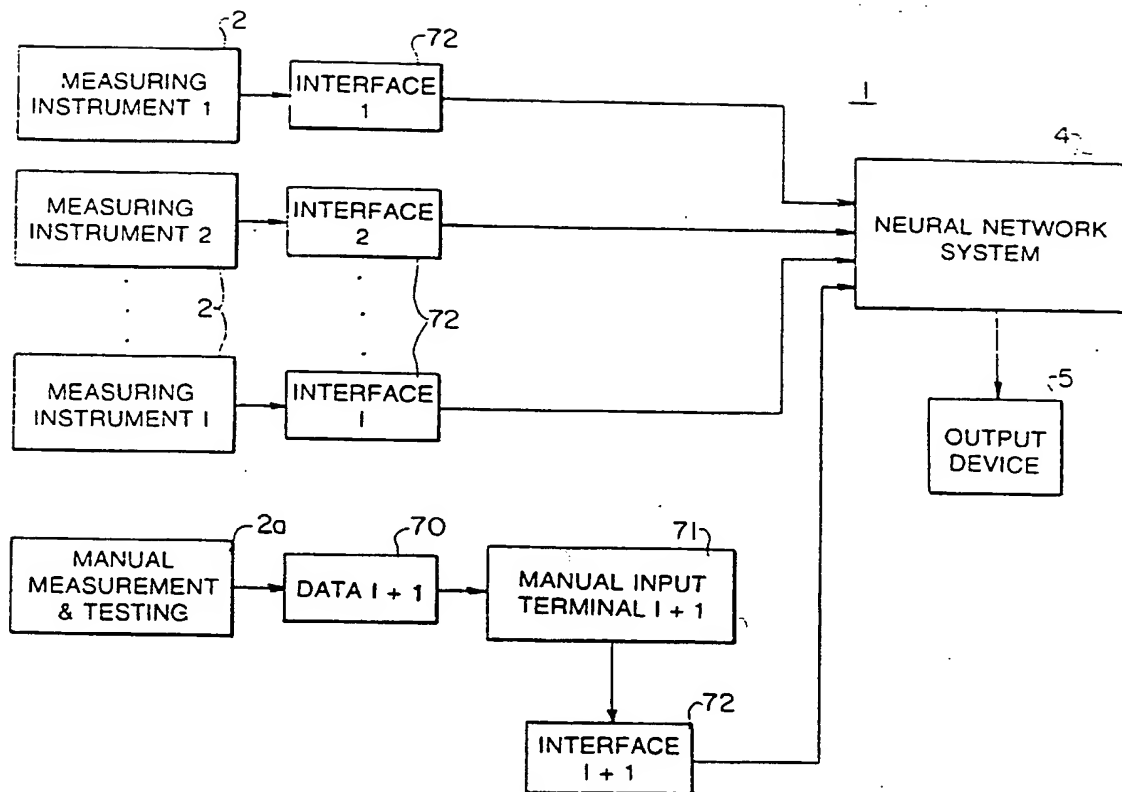 2
72
MEASURING
INSTRUMENT 1
INTERFACE
1
1
4
MEASURING
INSTRUMENT 2
INTERFACE
2
NEURAL NETWORK
SYSTEM
2
72
MEASURING
INSTRUMENT I
INTERFACE
I
5
OUTPUT
DEVICE
2a
70
71
MANUAL
MEASUREMENT
& TESTING
DATA I + 1
MANUAL INPUT
TERMINAL I + 1
72
INTERFACE
I + 1